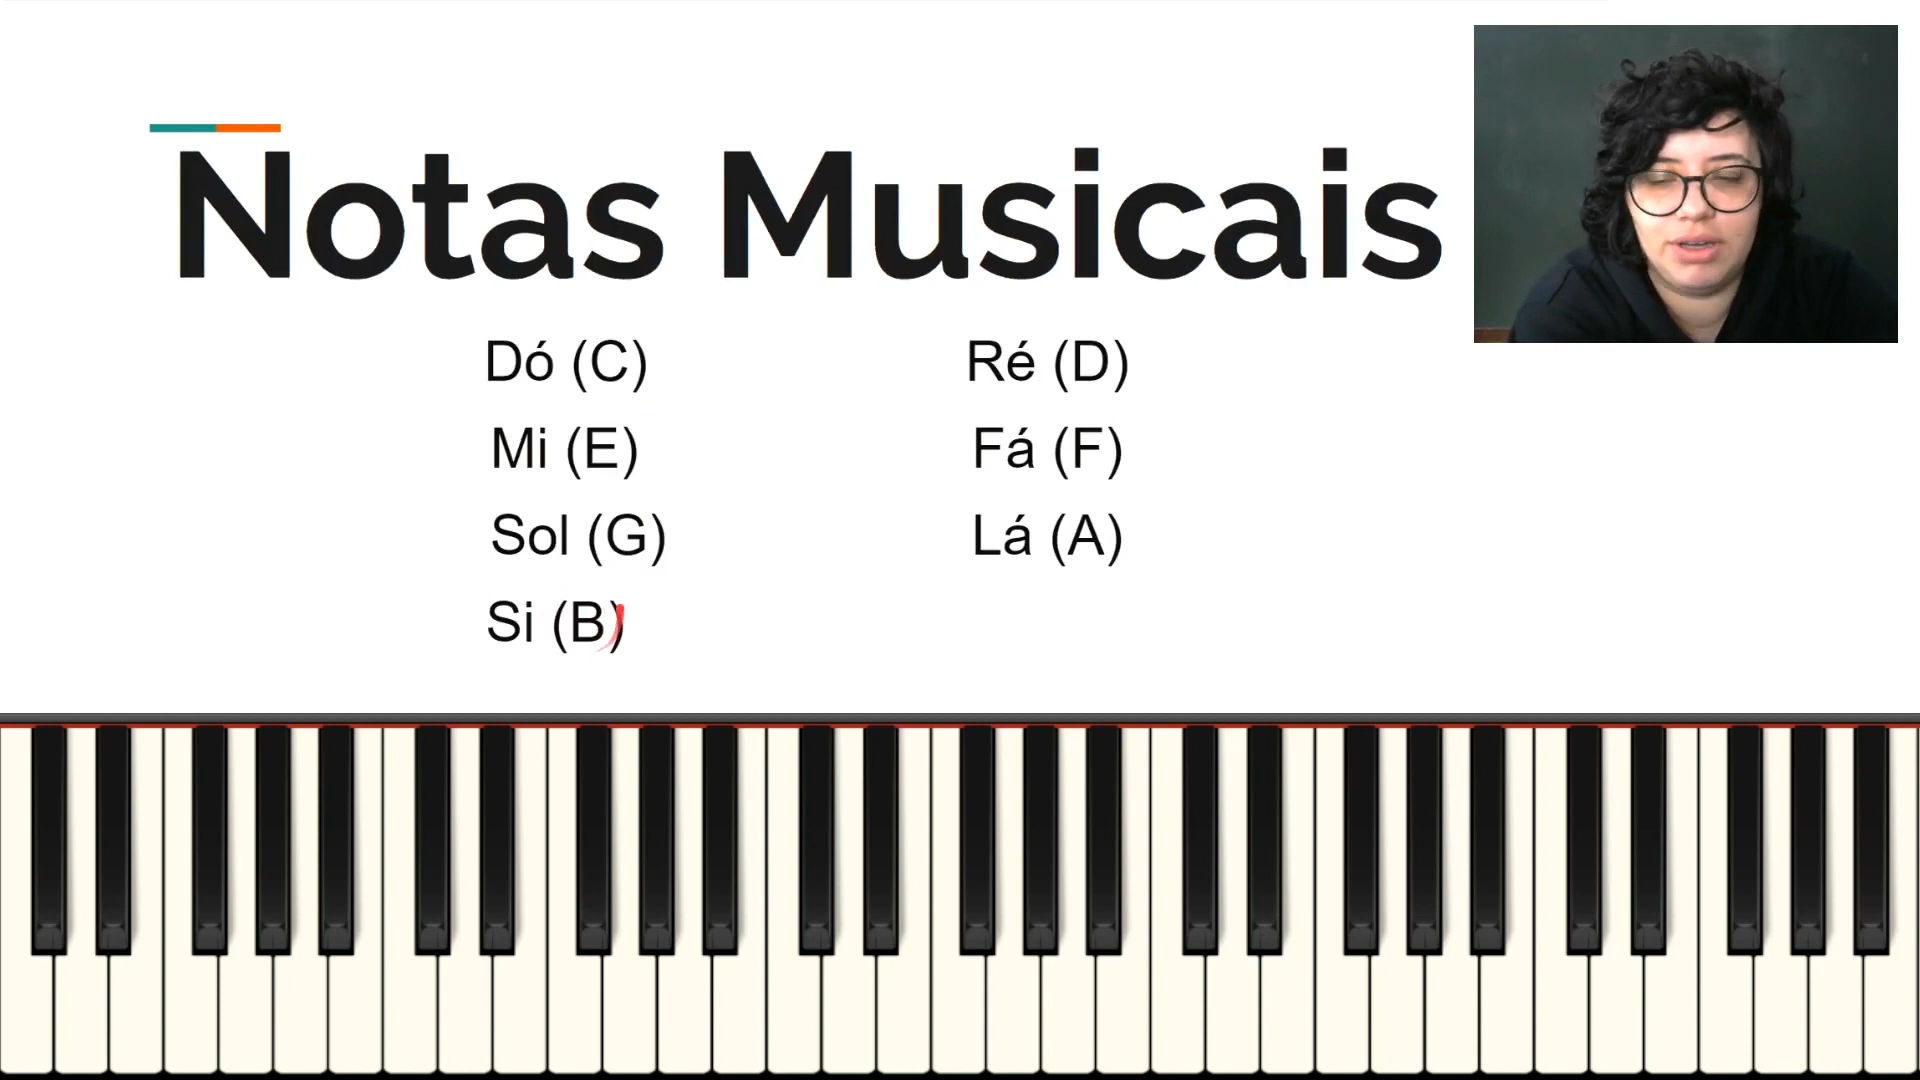 Notas Musicais
Dó (C) Ré (D)
Mi (E) Fá (F)
Sol (G) Lá (A)
Si (B)